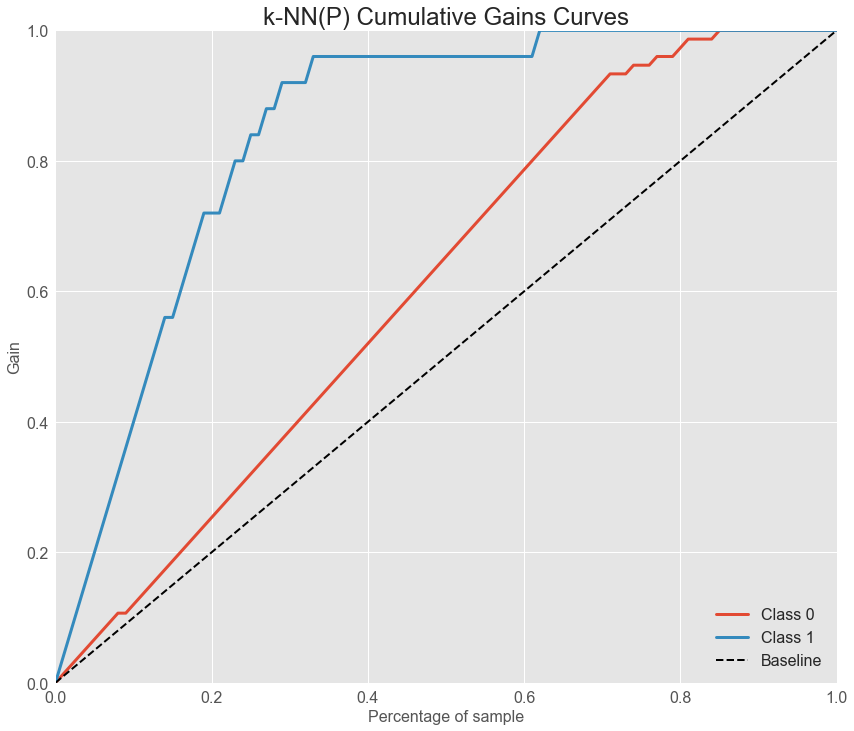 k-NN(P) Cumulative Gains Curves
1.0
0.8
0.6
0.4
0.2
0.0
Gain
0.0 0.2 0.4 0.6 0.8 1.0
Percentage of sample
Class 0
Class 1
Baseline